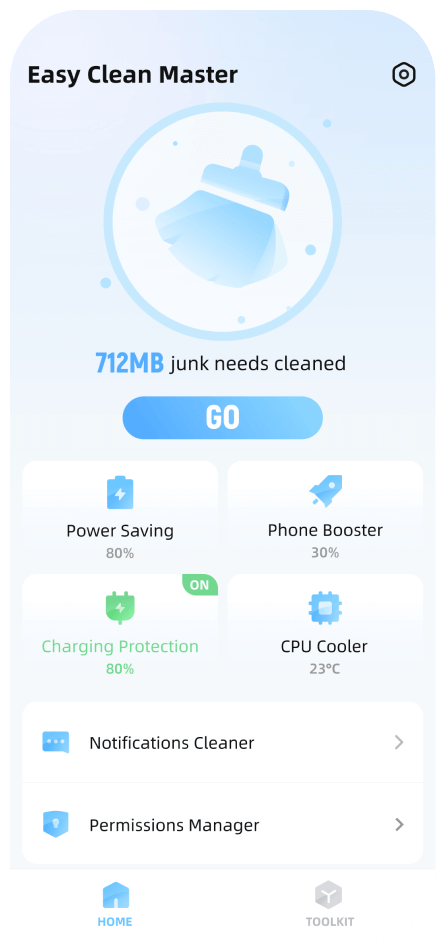 Easy Clean Master
712MB junk needs cleaned
GO
Power Saving
80%
Phone Booster
30%
ON
Charging Protection
80%
CPU Cooler
23°C
Notifications Cleaner
Permissions Manager
HOME
TOOLKIT